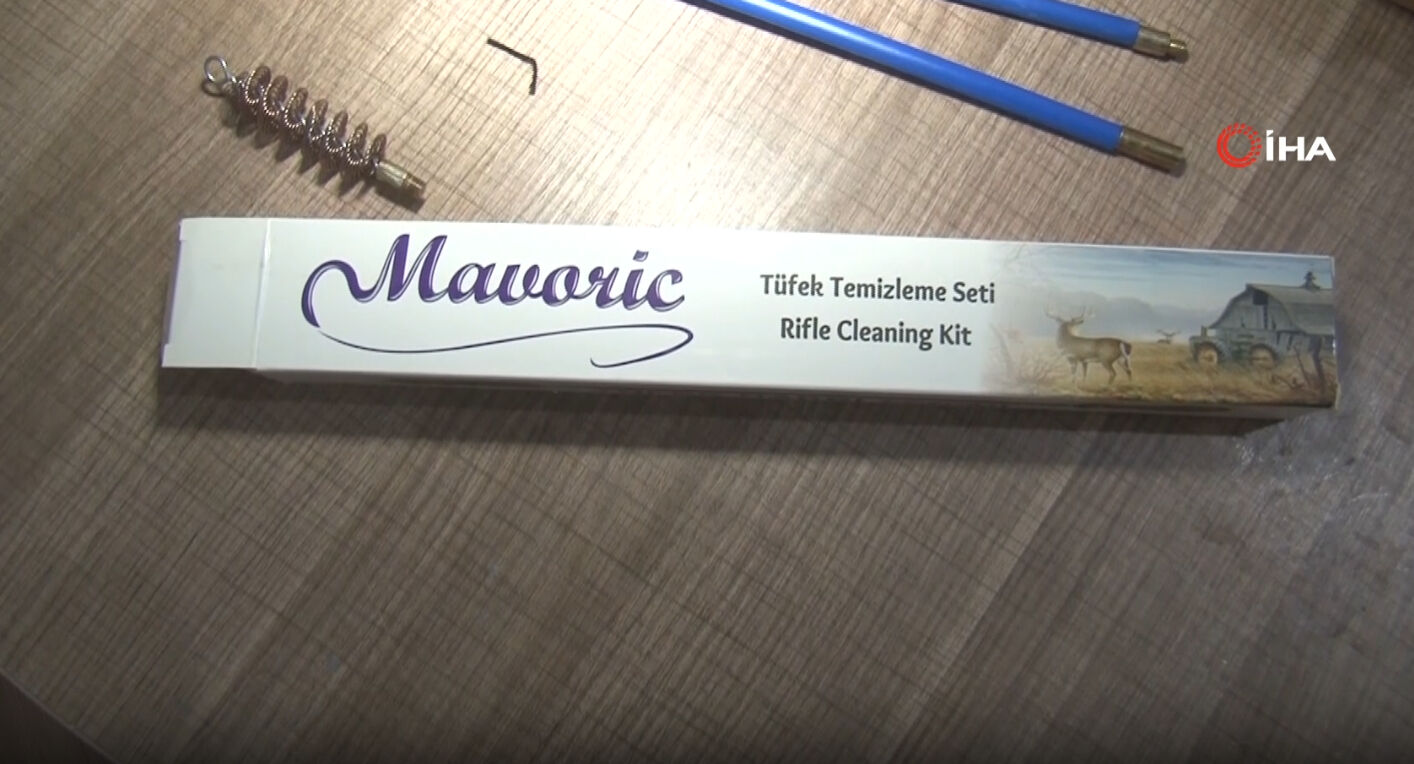 İHA
Mavoric
Tüfek Temizleme Seti
Rifle Cleaning Kit